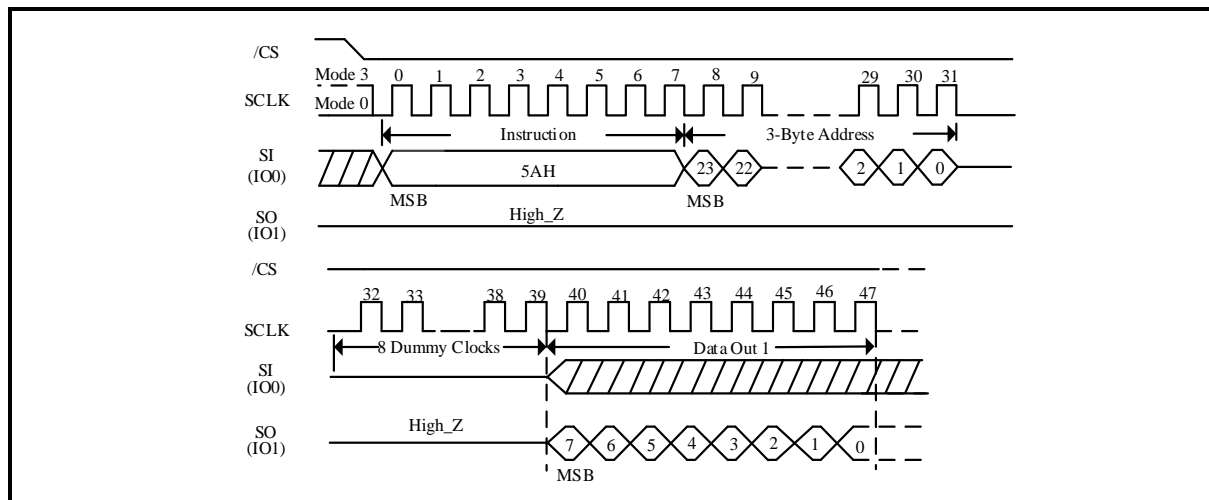 /CS
Mode 3 0 1 2 3 4 5 6 7 8 9 29 30 31
SCLK
Mode 0
Instruction 3-Byte Address
SI
(IO0)
5AH 23 22 2 1 0
MSB MSB
SO
(IO1)
High_Z
/CS
32 33 38 39 40 41 42 43 44 45 46 47
SCLK
8 Dummy Clocks Data Out 1
SI
(IO0)
SO
(IO1)
High_Z
7 6 5 4 3 2 1 0
MSB